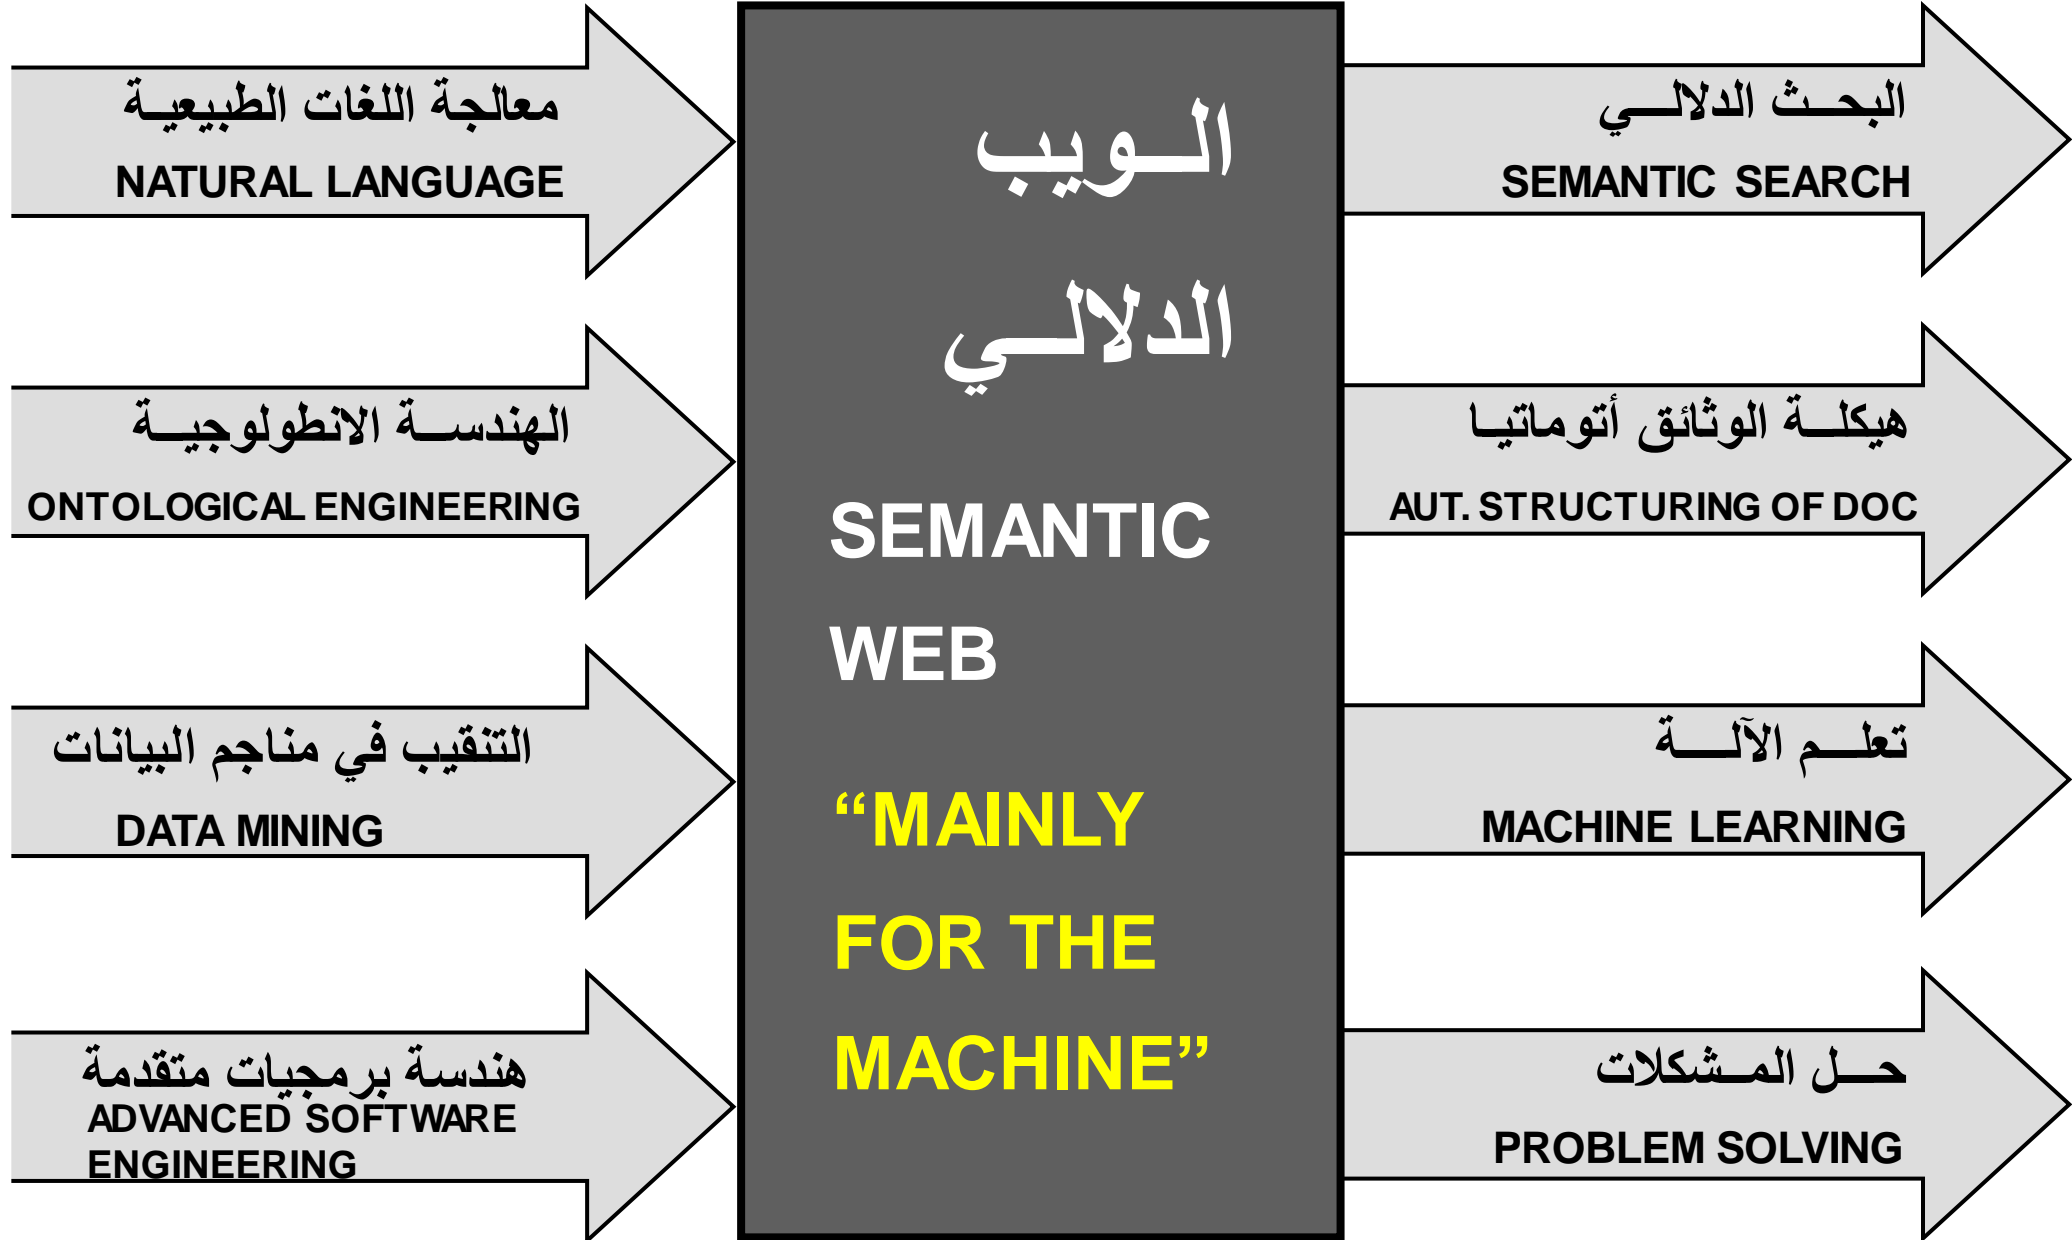 معالجة اللغات الطبيعية
NATURAL LANGUAGE
الهندسة الانطولوجية
ONTOLOGICAL ENGINEERING
التنقيب في مناجم البيانات
DATA MINING
هندسة برمجيات متقدمة
ADVANCED SOFTWARE
ENGINEERING
الويب
الدلالي
SEMANTIC
WEB
“MAINLY
FOR THE
MACHINE”
البحث الدلالي
SEMANTIC SEARCH
هيكلة الوثائق أتوماتيا
AUT. STRUCTURING OF DOC
تعلم الآلة
MACHINE LEARNING
حل المشكلات
PROBLEM SOLVING